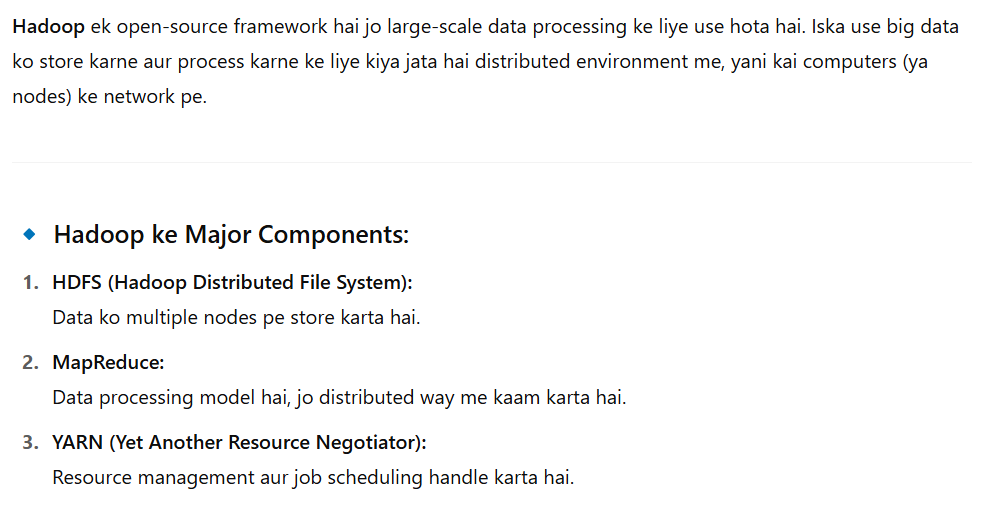 Hadoop ek open-source framework hai jo large-scale data processing ke liye use hota hai. Iska use big data
ko store karne aur process karne ke liye kiya jata hai distributed environment me, yani kai computers (ya
nodes) ke network pe.
Hadoop ke Major Components:
1. HDFS (Hadoop Distributed File System):
Data ko multiple nodes pe store karta hai.
2. MapReduce:
Data processing model hai, jo distributed way me kaam karta hai.
3. YARN (Yet Another Resource Negotiator):
Resource management aur job scheduling handle karta hai.